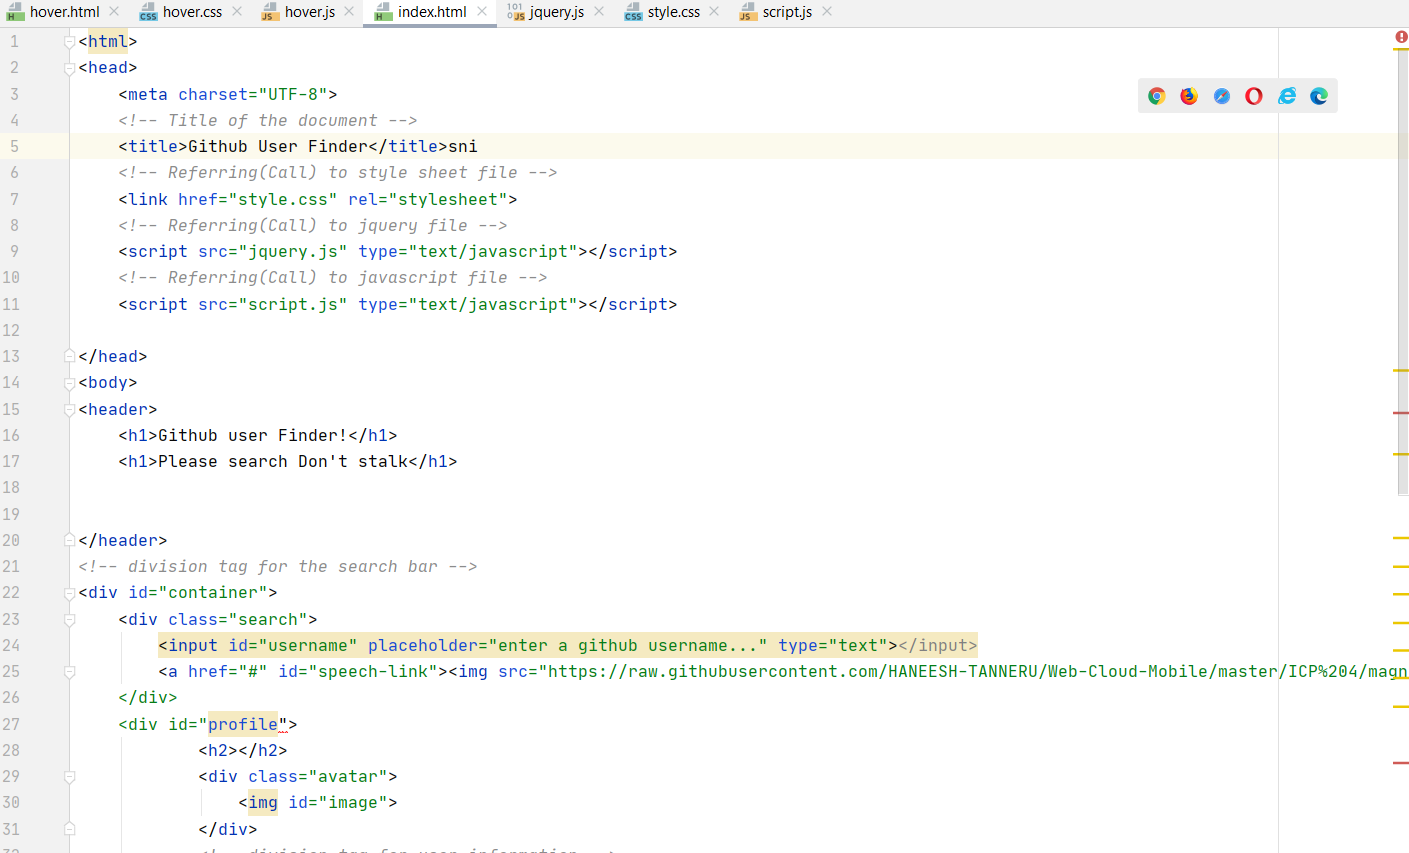 hover.html hover.css hover.js index.html jquery.js style.css script.js
1 <html>
2 <head>
3 <meta charset="UTF-8">
4 <!-- Title of the document -->
5 <title>Github User Finder</title>sni
6 <!-- Referring(Call) to style sheet file -->
7 <link href="style.css" rel="stylesheet">
8 <!-- Referring(Call) to jquery file -->
9 <script src="jquery.js" type="text/javascript"></script>
10 <!-- Referring(Call) to javascript file -->
11 <script src="script.js" type="text/javascript"></script>
12
13 </head>
14 <body>
15 <header>
16 <h1>Github user Finder!</h1>
17 <h1>Please search Don't stalk</h1>
18
19
20 </header>
21 <!-- division tag for the search bar -->
22 <div id="container">
23 <div class="search">
24 <input id="username" placeholder="enter a github username..." type="text"></input>
25 <a href="#" id="speech-link"><img src="https://raw.githubusercontent.com/HANEESH-TANNERU/Web-Cloud-Mobile/master/ICP%204/magn
26 </div>
27 <div id="profile">
28 <h2></h2>
29 <div class="avatar">
30 <img id="image">
31 </div>